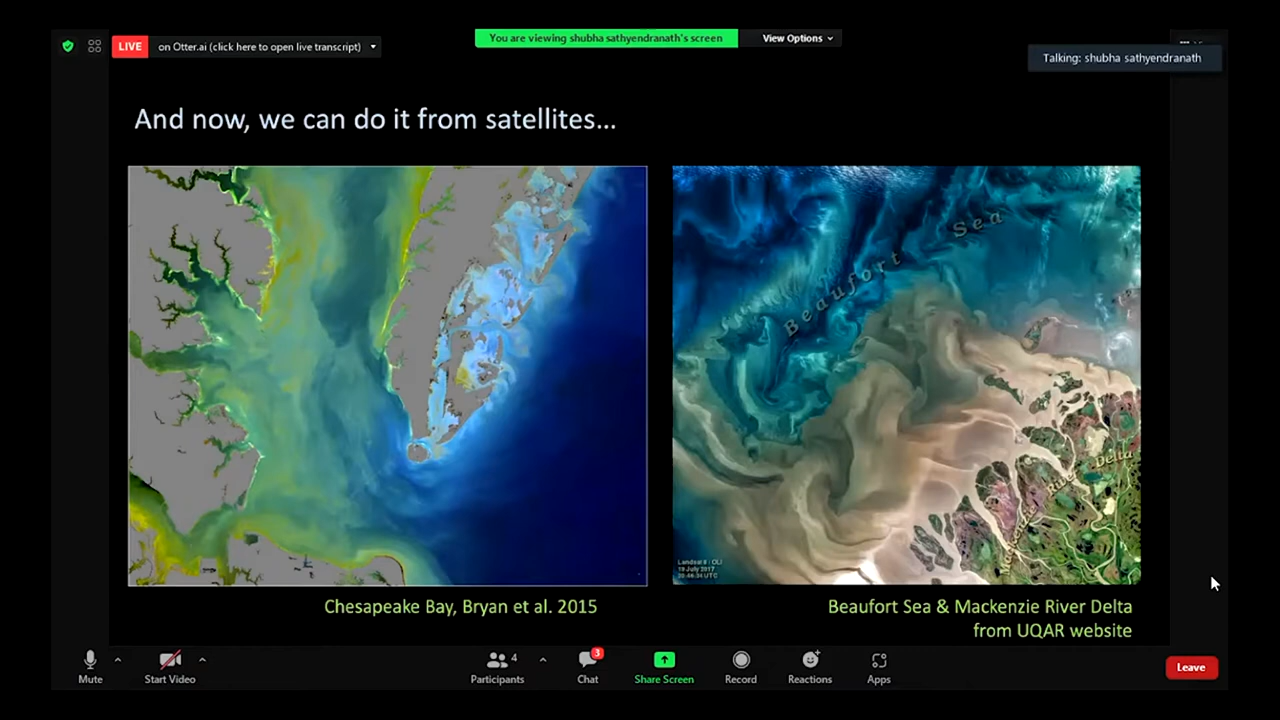 LIVE on Otter.ai (click here to open live transcript)
You are viewing shubha sathyendranath's screen
View Options
Talking: shubha sathyendranath
And now, we can do it from satellites...
Beaufort Sea
Delta
Landsat 8 - OLI
19 July 2017
Chesapeake Bay, Bryan et al. 2015
Beaufort Sea & Mackenzie River Delta
from UQAR website
Mute
Start Video
4
Participants
3
Chat
Share Screen
Record
Reactions
Apps
Leave